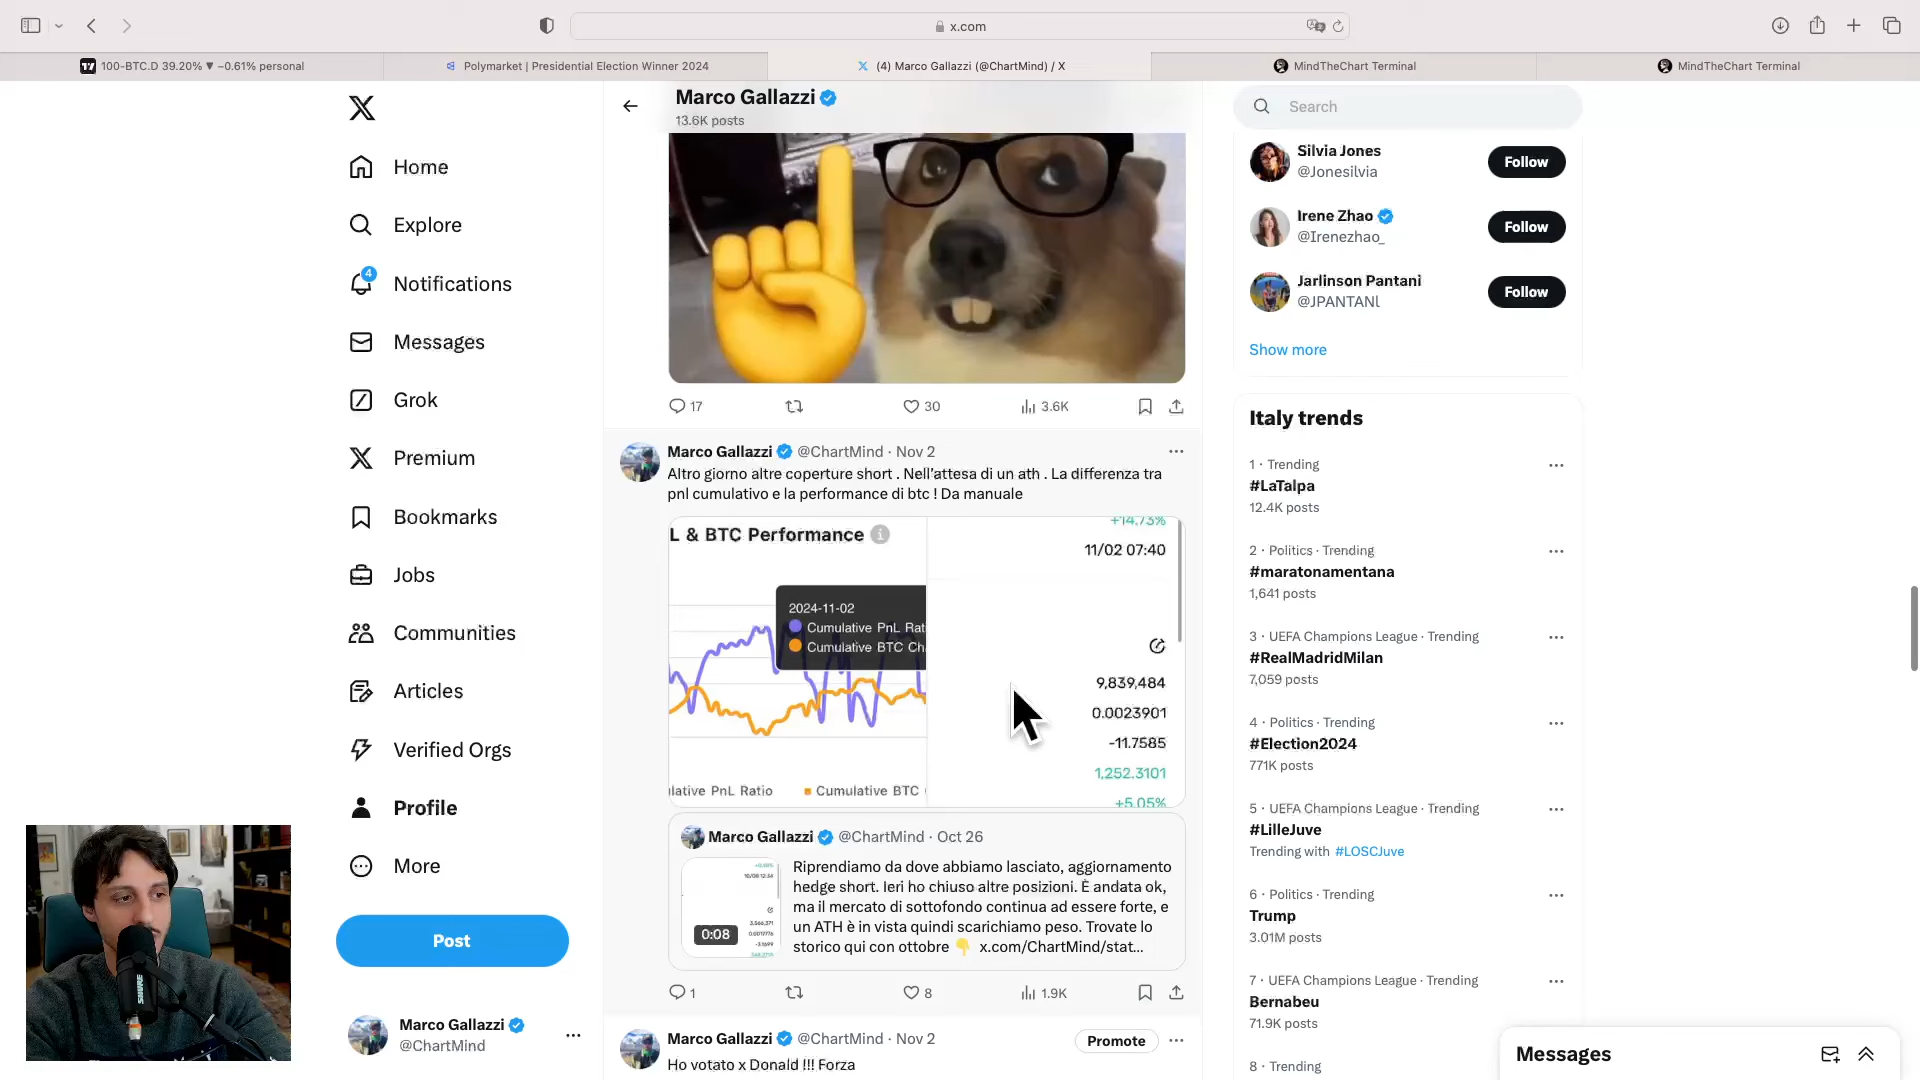 x.com
100-BTC.D 39.20% ▼ −0.61% personal
Polymarket | Presidential Election Winner 2024
(4) Marco Gallazzi (@ChartMind) / X
MindTheChart Terminal
MindTheChart Terminal
Home
Explore
4
Notifications
Messages
Grok
Premium
Bookmarks
Jobs
Communities
Articles
Verified Orgs
Profile
More
Post
Marco Gallazzi
@ChartMind
Marco Gallazzi
13.6K posts
17
30
3.6K
Marco Gallazzi @ChartMind · Nov 2
Altro giorno altre coperture short . Nell'attesa di un ath . La differenza tra
pnl cumulativo e la performance di btc ! Da manuale
L & BTC Performance
2024-11-02
Cumulative PnL Rati
Cumulative BTC Ch
lative PnL Ratio
Cumulative BTC
+14.73%
11/02 07:40
9,839,484
0.0023901
-11.7585
1,252.3101
+5.05%
Marco Gallazzi @ChartMind · Oct 26
0:08
Riprendiamo da dove abbiamo lasciato, aggiornamento
hedge short. Ieri ho chiuso altre posizioni. È andata ok,
ma il mercato di sottofondo continua ad essere forte, e
un ATH è in vista quindi scarichiamo peso. Trovate lo
storico qui con ottobre 👇 x.com/ChartMind/stat…
1
8
1.9K
Marco Gallazzi @ChartMind · Nov 2
Promote
Ho votato x Donald !!! Forza
Search
Silvia Jones
@Jonesilvia
Follow
Irene Zhao
@Irenezhao_
Follow
Jarlinson Pantani
@JPANTANl
Follow
Show more
Italy trends
1 · Trending
#LaTalpa
12.4K posts
2 · Politics · Trending
#maratonamentana
1,641 posts
3 · UEFA Champions League · Trending
#RealMadridMilan
7,059 posts
4 · Politics · Trending
#Election2024
771K posts
5 · UEFA Champions League · Trending
#LilleJuve
Trending with #LOSCJuve
6 · Politics · Trending
Trump
3.01M posts
7 · UEFA Champions League · Trending
Bernabeu
71.9K posts
8 · Trending
Messages
SHURE